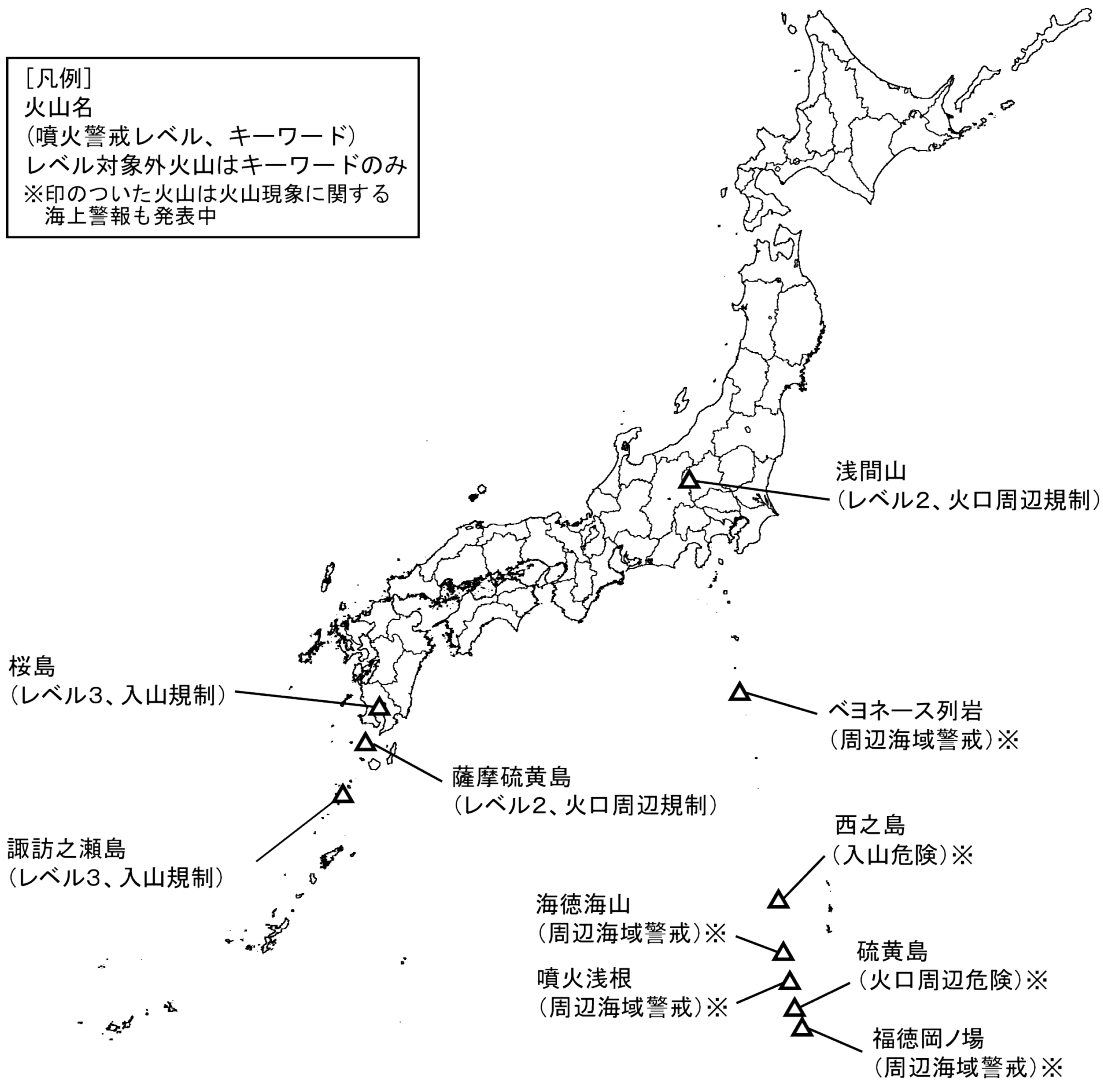 [凡例]
火山名
(噴火警戒レベル、キーワード)
レベル対象外火山はキーワードのみ
※印のついた火山は火山現象に関する
海上警報も発表中
浅間山
(レベル2、火口周辺規制)
桜島
(レベル3、入山規制)
ベヨネース列岩
(周辺海域警戒)※
薩摩硫黄島
(レベル2、火口周辺規制)
諏訪之瀬島
(レベル3、入山規制)
西之島
(入山危険)※
海徳海山
(周辺海域警戒)※
硫黄島
(火口周辺危険)※
噴火浅根
(周辺海域警戒)※
福徳岡ノ場
(周辺海域警戒)※